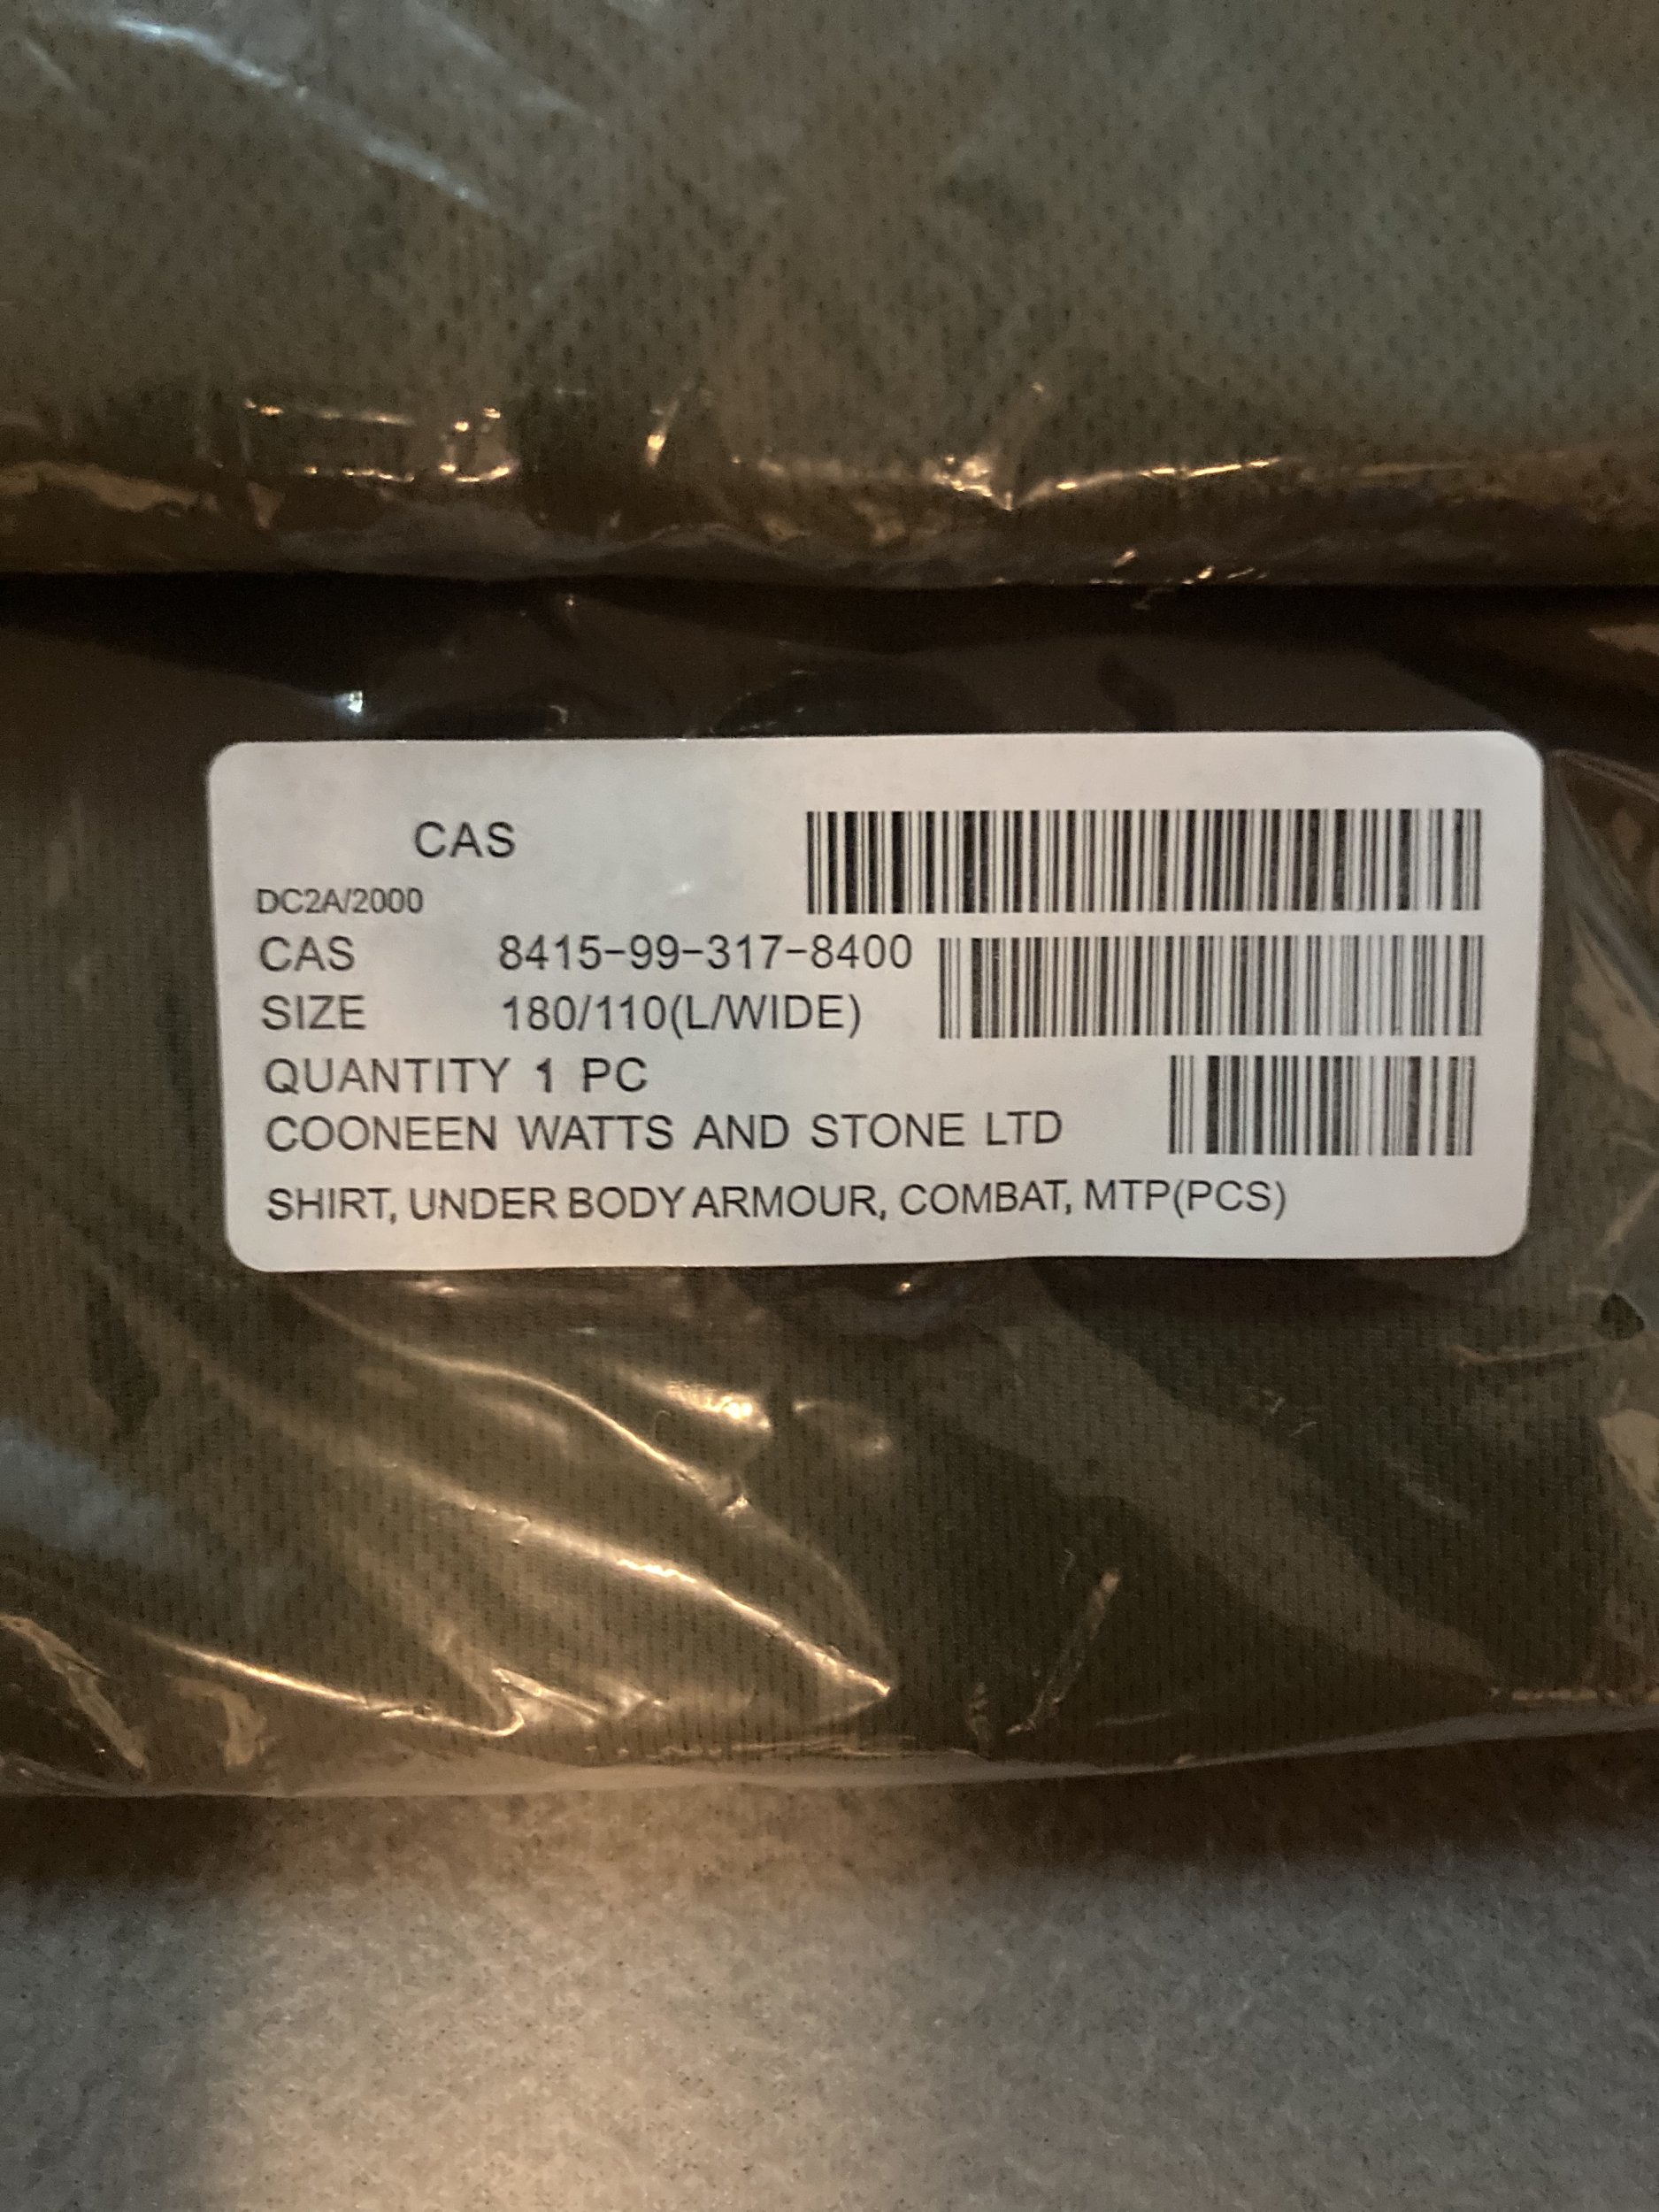 CAS
DC2A/2000
CAS 8415-99-317-8400
SIZE 180/110(L/WIDE)
QUANTITY 1 PC
COONEEN WATTS AND STONE LTD
SHIRT, UNDER BODY ARMOUR, COMBAT, MTP(PCS)